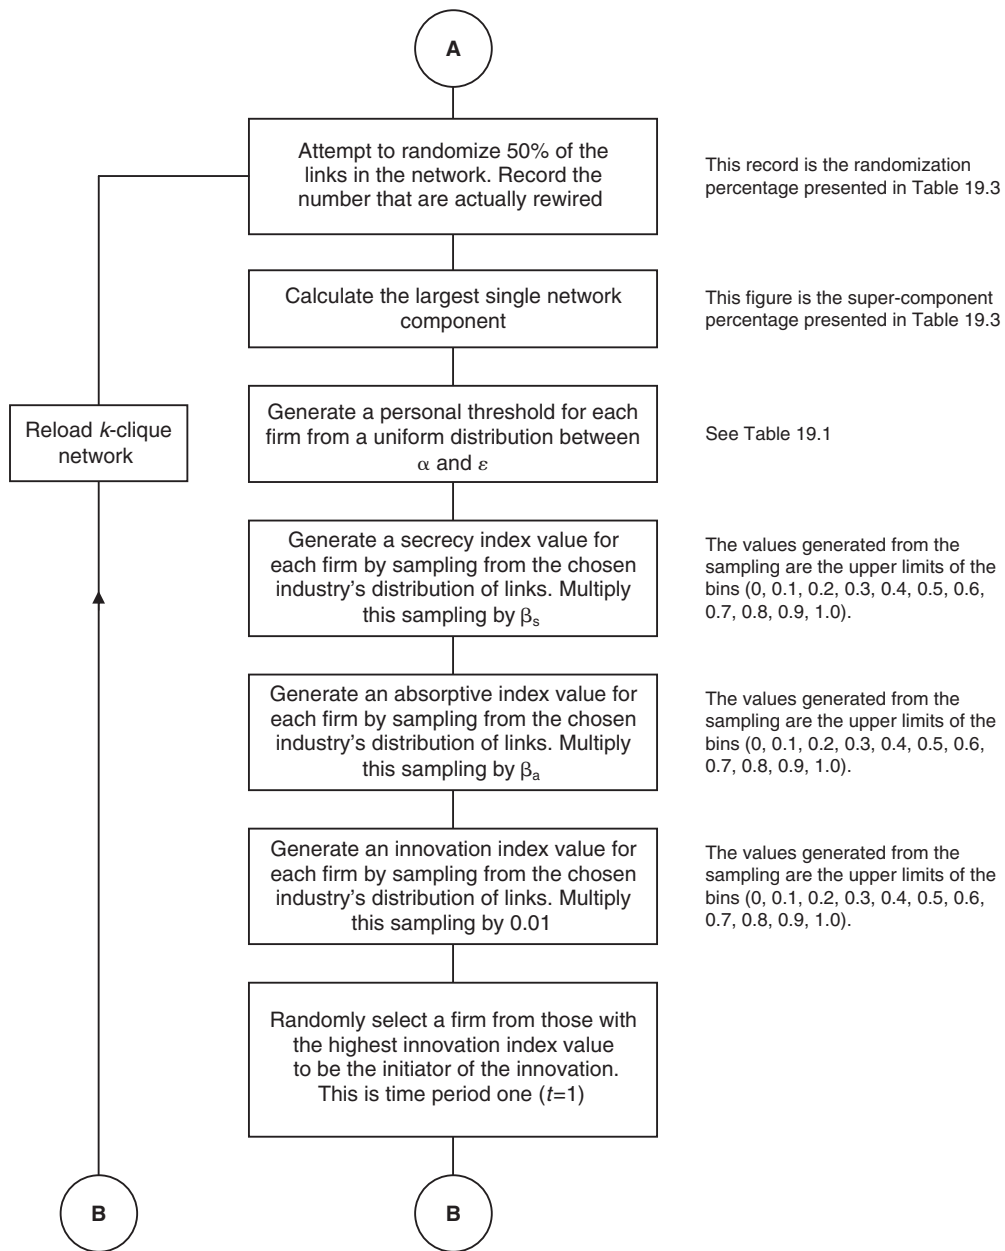 A
Attempt to randomize 50% of the
links in the network. Record the
number that are actually rewired
This record is the randomization
percentage presented in Table 19.3
Calculate the largest single network
component
This figure is the super-component
percentage presented in Table 19.3
Reload k-clique
network
Generate a personal threshold for each
firm from a uniform distribution between
α and ε
See Table 19.1
Generate a secrecy index value for
each firm by sampling from the chosen
industry's distribution of links. Multiply
this sampling by βs
The values generated from the
sampling are the upper limits of the
bins (0, 0.1, 0.2, 0.3, 0.4, 0.5, 0.6,
0.7, 0.8, 0.9, 1.0).
Generate an absorptive index value for
each firm by sampling from the chosen
industry's distribution of links. Multiply
this sampling by βa
The values generated from the
sampling are the upper limits of the
bins (0, 0.1, 0.2, 0.3, 0.4, 0.5, 0.6,
0.7, 0.8, 0.9, 1.0).
Generate an innovation index value for
each firm by sampling from the chosen
industry's distribution of links. Multiply
this sampling by 0.01
The values generated from the
sampling are the upper limits of the
bins (0, 0.1, 0.2, 0.3, 0.4, 0.5, 0.6,
0.7, 0.8, 0.9, 1.0).
Randomly select a firm from those with
the highest innovation index value
to be the initiator of the innovation.
This is time period one (t=1)
B
B